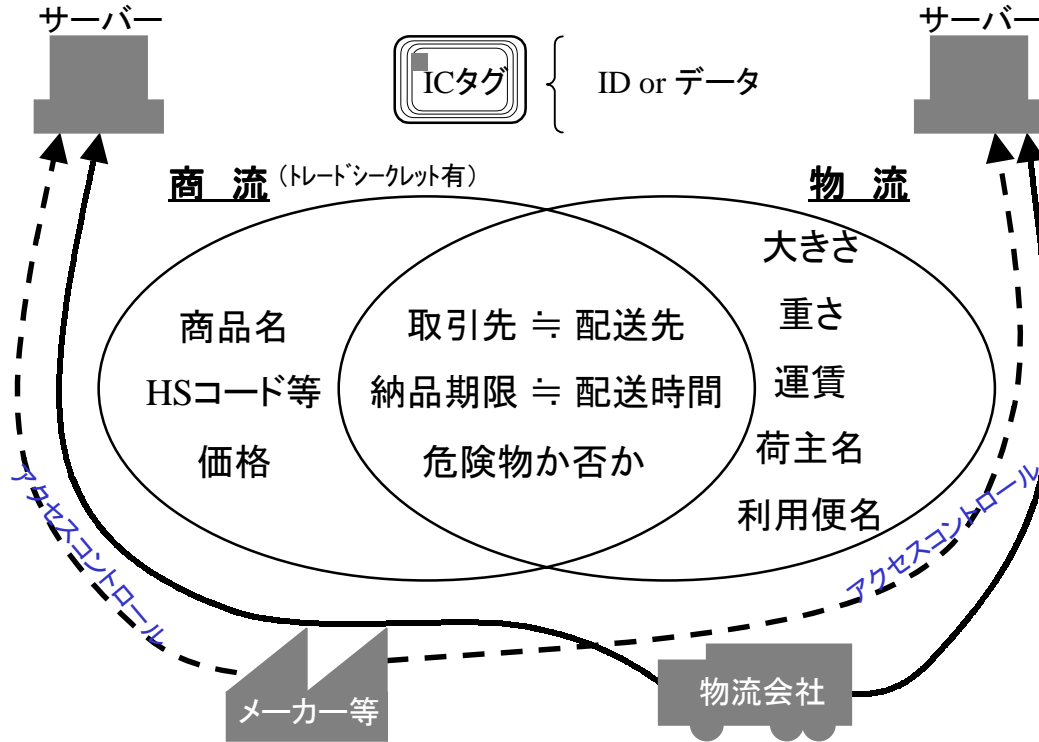 サーバー
サーバー
ICタグ
ID or データ
商 流 (トレードシークレット有)
物 流
大きさ
商品名
取引先 ≒ 配送先
重さ
HSコード等
納品期限 ≒ 配送時間
運賃
価格
危険物か否か
荷主名
利用便名
アクセスコントロール
アクセスコントロール
メーカー等
物流会社